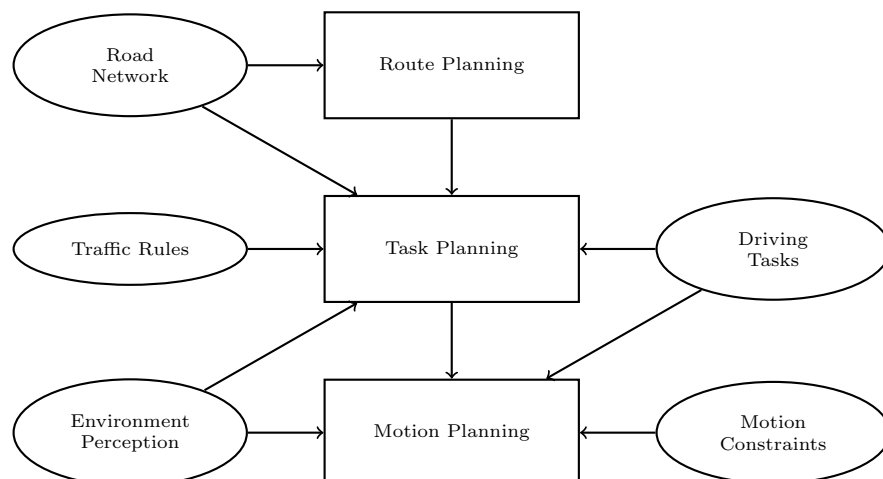 Road
Network
Route Planning
Traffic Rules
Task Planning
Driving
Tasks
Environment
Perception
Motion Planning
Motion
Constraints